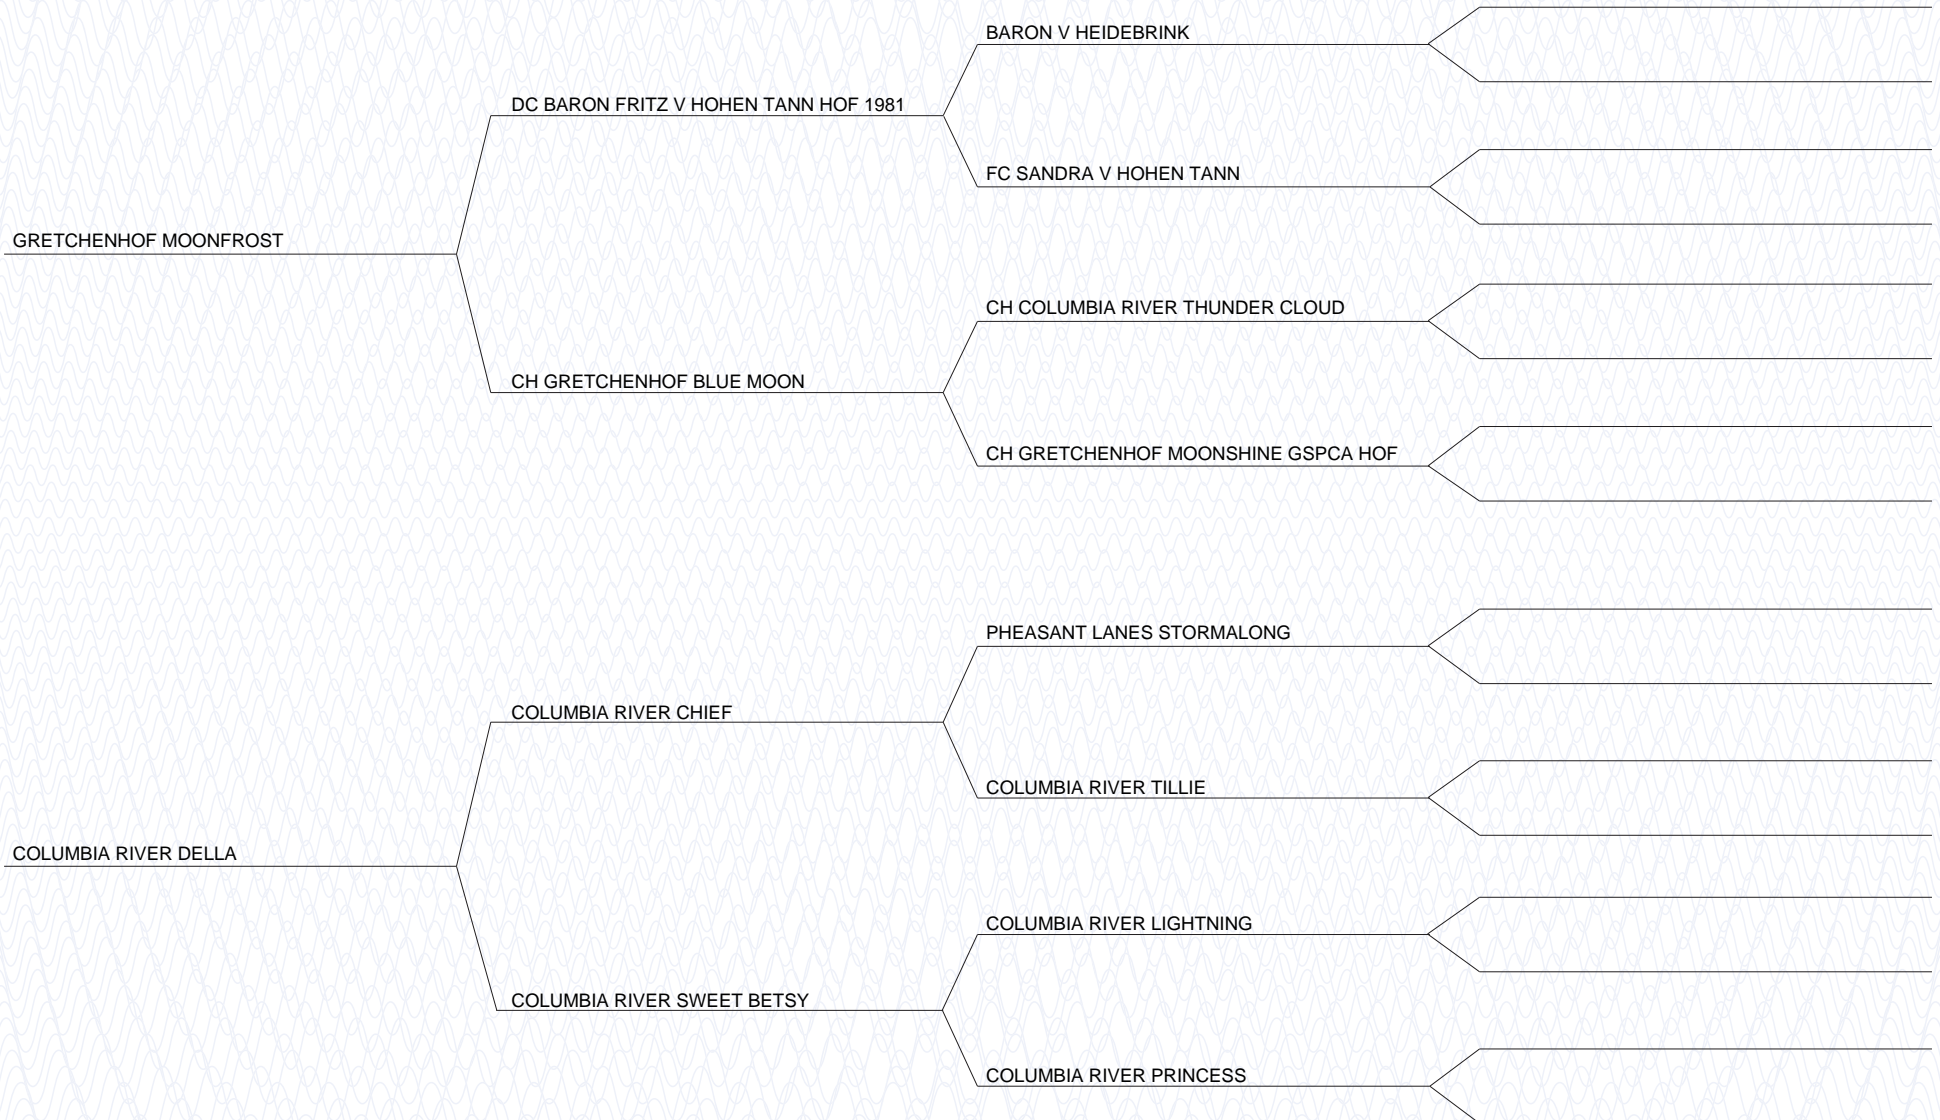 BARON V HEIDEBRINK
DC BARON FRITZ V HOHEN TANN HOF 1981
FC SANDRA V HOHEN TANN
GRETCHENHOF MOONFROST
CH COLUMBIA RIVER THUNDER CLOUD
CH GRETCHENHOF BLUE MOON
CH GRETCHENHOF MOONSHINE GSPCA HOF
PHEASANT LANES STORMALONG
COLUMBIA RIVER CHIEF
COLUMBIA RIVER TILLIE
COLUMBIA RIVER DELLA
COLUMBIA RIVER LIGHTNING
COLUMBIA RIVER SWEET BETSY
COLUMBIA RIVER PRINCESS